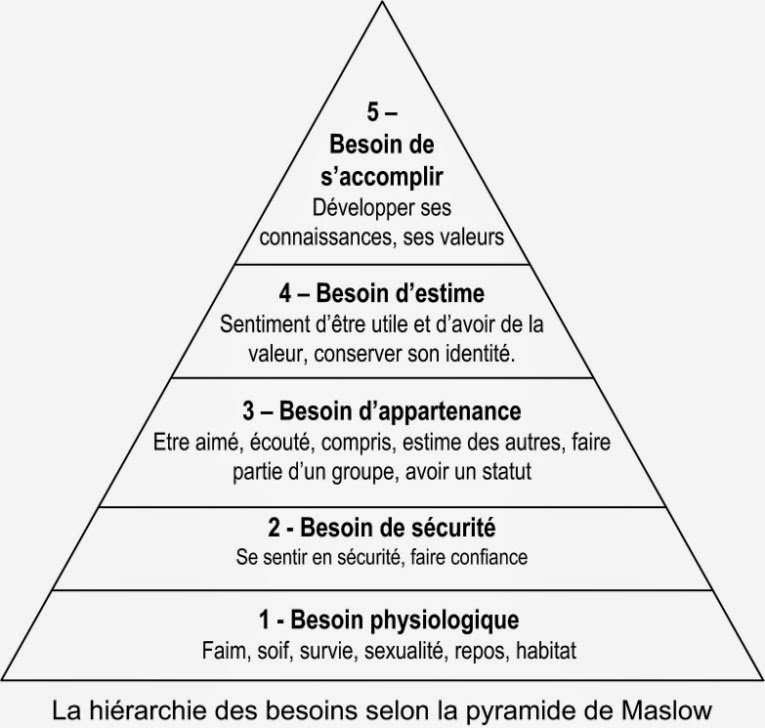 5 –
Besoin de
s’accomplir
Développer ses
connaissances, ses valeurs
4 – Besoin d’estime
Sentiment d’être utile et d’avoir de la
valeur, conserver son identité.
3 – Besoin d’appartenance
Etre aimé, écouté, compris, estime des autres, faire
partie d’un groupe, avoir un statut
2 - Besoin de sécurité
Se sentir en sécurité, faire confiance
1 - Besoin physiologique
Faim, soif, survie, sexualité, repos, habitat
La hiérarchie des besoins selon la pyramide de Maslow